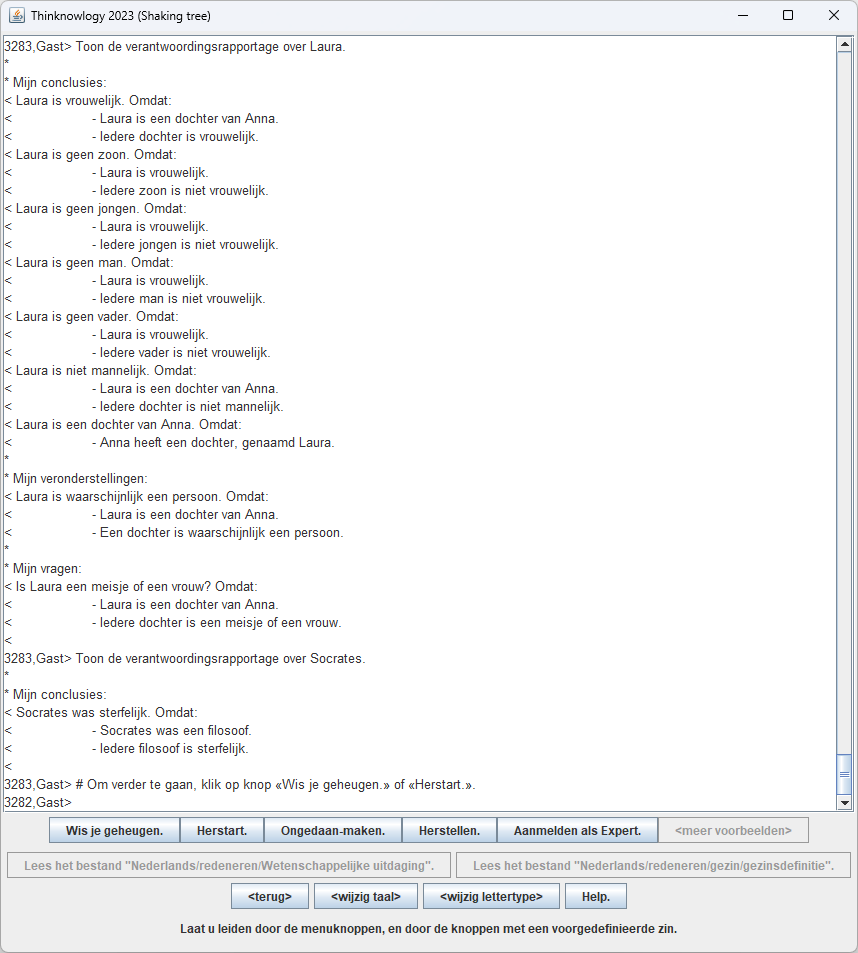 Thinknowlogy 2023 (Shaking tree)
3283,Gast> Toon de verantwoordingsrapportage over Laura.
*
* Mijn conclusies:
< Laura is vrouwelijk. Omdat:
< - Laura is een dochter van Anna.
< - Iedere dochter is vrouwelijk.
< Laura is geen zoon. Omdat:
< - Laura is vrouwelijk.
< - Iedere zoon is niet vrouwelijk.
< Laura is geen jongen. Omdat:
< - Laura is vrouwelijk.
< - Iedere jongen is niet vrouwelijk.
< Laura is geen man. Omdat:
< - Laura is vrouwelijk.
< - Iedere man is niet vrouwelijk.
< Laura is geen vader. Omdat:
< - Laura is vrouwelijk.
< - Iedere vader is niet vrouwelijk.
< Laura is niet mannelijk. Omdat:
< - Laura is een dochter van Anna.
< - Iedere dochter is niet mannelijk.
< Laura is een dochter van Anna. Omdat:
< - Anna heeft een dochter, genaamd Laura.
*
* Mijn veronderstellingen:
< Laura is waarschijnlijk een persoon. Omdat:
< - Laura is een dochter van Anna.
< - Een dochter is waarschijnlijk een persoon.
*
* Mijn vragen:
< Is Laura een meisje of een vrouw? Omdat:
< - Laura is een dochter van Anna.
< - Iedere dochter is een meisje of een vrouw.
<
3283,Gast> Toon de verantwoordingsrapportage over Socrates.
*
* Mijn conclusies:
< Socrates was sterfelijk. Omdat:
< - Socrates was een filosoof.
< - Iedere filosoof is sterfelijk.
<
3283,Gast> # Om verder te gaan, klik op knop «Wis je geheugen.» of «Herstart.».
3282,Gast>
Wis je geheugen. Herstart. Ongedaan-maken. Herstellen. Aanmelden als Expert. <meer voorbeelden>
Lees het bestand "Nederlands/redeneren/Wetenschappelijke uitdaging". Lees het bestand "Nederlands/redeneren/gezin/gezinsdefinitie".
<terug> <wijzig taal> <wijzig lettertype> Help.
Laat u leiden door de menuknoppen, en door de knoppen met een voorgedefinieerde zin.